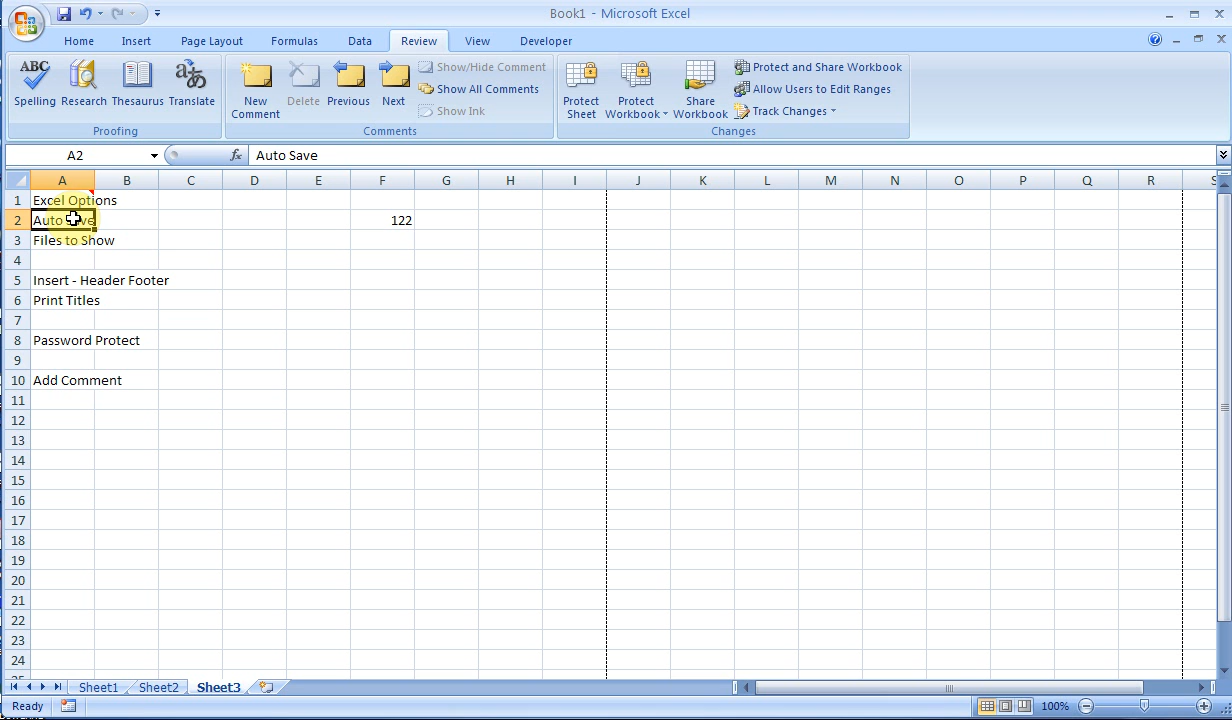 Book1 - Microsoft Excel
Home Insert Page Layout Formulas Data Review View Developer
ABC
Spelling Research Thesaurus Translate
Proofing
New Comment Delete Previous Next
Show/Hide Comment
Show All Comments
Show Ink
Comments
Protect Sheet Protect Workbook Share Workbook
Protect and Share Workbook
Allow Users to Edit Ranges
Track Changes
Changes
A2 fx Auto Save
A B C D E F G H I J K L M N O P Q R S
1 Excel Options
2 Auto Save 122
3 Files to Show
4
5 Insert - Header Footer
6 Print Titles
7
8 Password Protect
9
10 Add Comment
11
12
13
14
15
16
17
18
19
20
21
22
23
24
25
Sheet1 Sheet2 Sheet3
Ready 100%